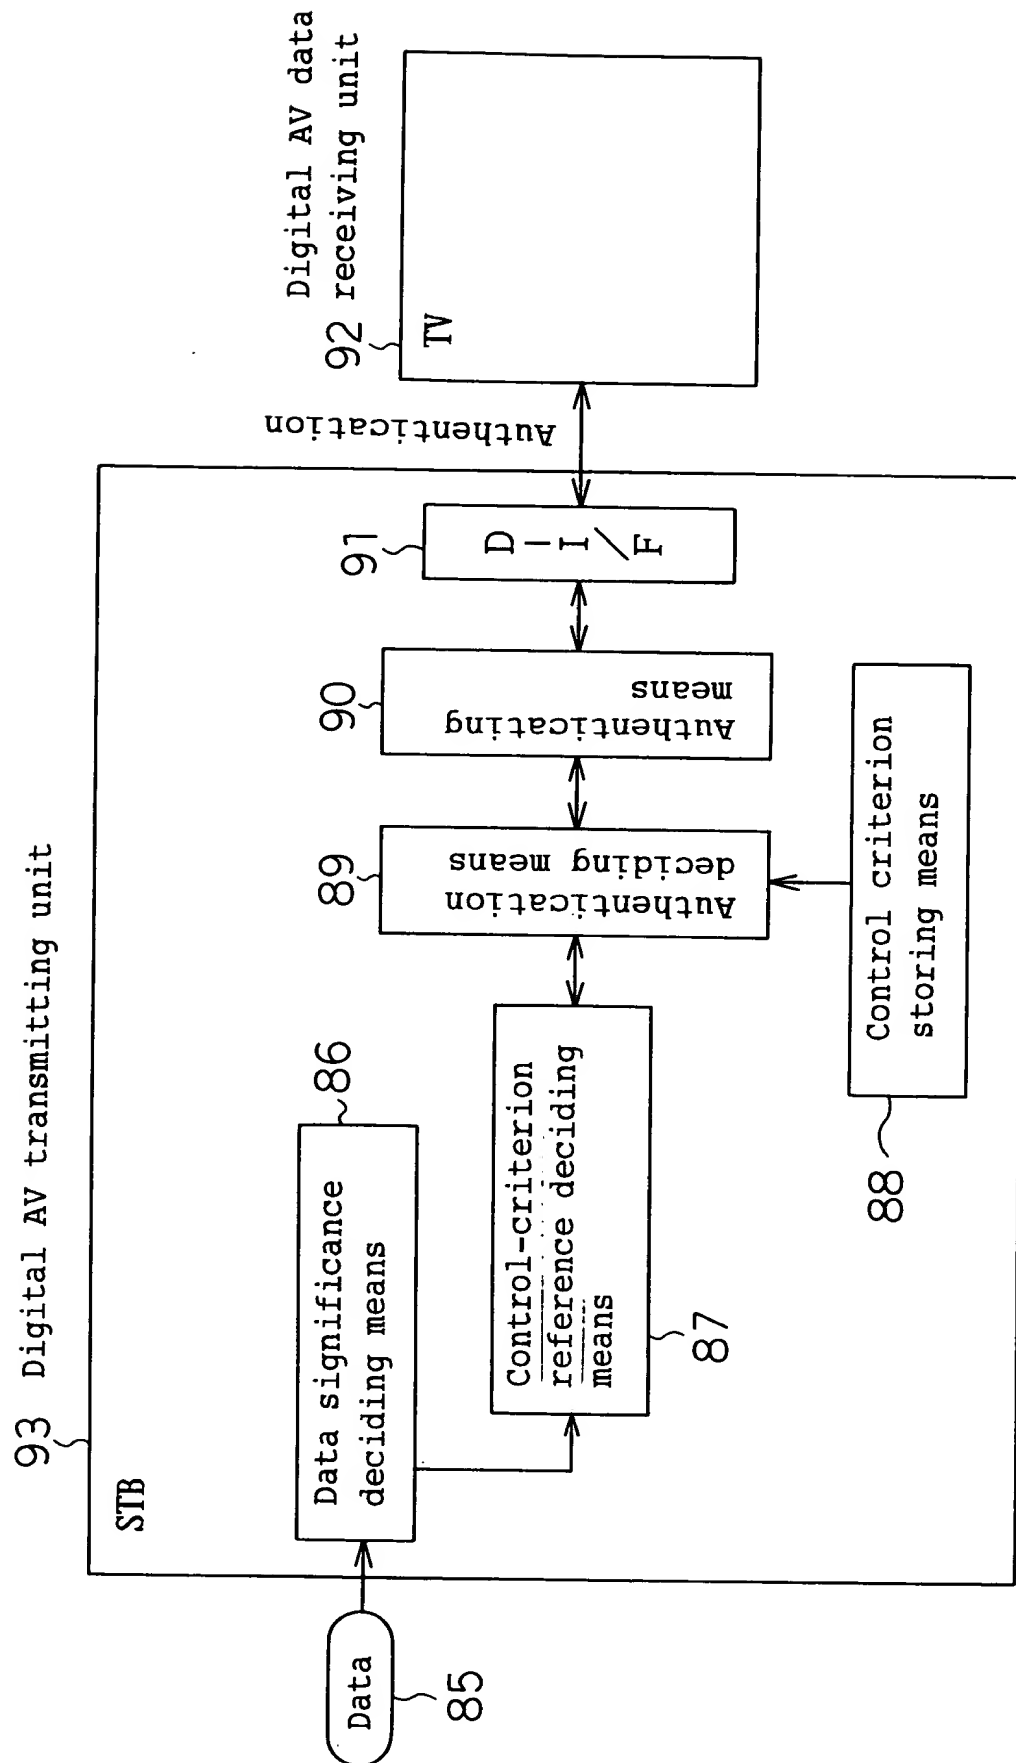 93 Digital AV transmitting unit
STB
Data
85
Data significance
deciding means
86
Control-criterion
reference deciding
means
87
Control criterion
storing means
88
Authentication
deciding means
89
Authenticating
means
90
D-I/F
91
Authentication
Digital AV data
receiving unit
92
TV